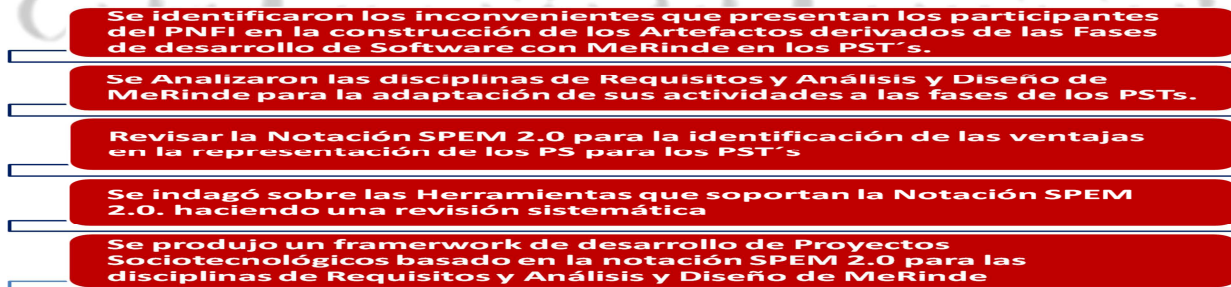 Se identificaron los inconvenientes que presentan los participantes
del PNFI en la construcción de los Artefactos derivados de las Fases
de desarrollo de Software con MeRinde en los PST´s.
Se Analizaron las disciplinas de Requisitos y Análisis y Diseño de
MeRinde para la adaptación de sus actividades a las fases de los PSTs.
Revisar la Notación SPEM 2.0 para la identificación de las ventajas
en la representación de los PS para los PST´s
Se indagó sobre las Herramientas que soportan la Notación SPEM
2.0. haciendo una revisión sistemática
Se produjo un framerwork de desarrollo de Proyectos
Sociotecnológicos basado en la notación SPEM 2.0 para las
disciplinas de Requisitos y Análisis y Diseño de MeRinde